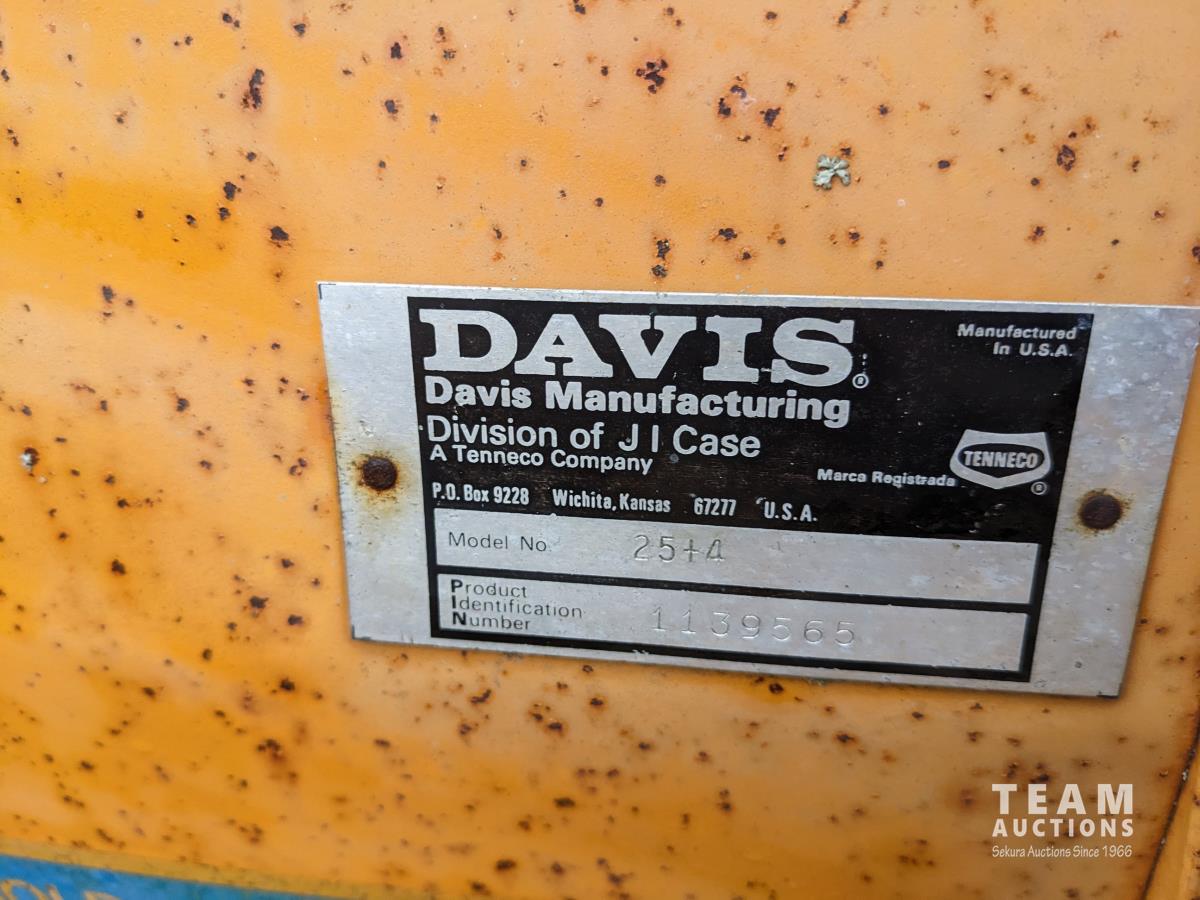 DAVIS®
Manufactured
In U.S.A.
Davis Manufacturing
Division of J I Case
A Tenneco Company
TENNECO®
Marca Registrada
P.O. Box 9228 Wichita, Kansas 67277 U.S.A.
Model No. 25+4
Product
Identification
Number
1139565
TEAM
AUCTIONS
Sekura Auctions Since 1966